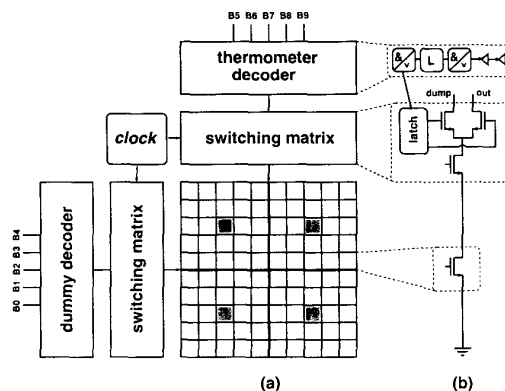 B5 B6 B7 B8 B9
thermometer decoder
&/v L &/v
dump out
latch
clock
switching matrix
B4
B3
B2
B1
B0
dummy decoder
switching matrix
(a) (b)